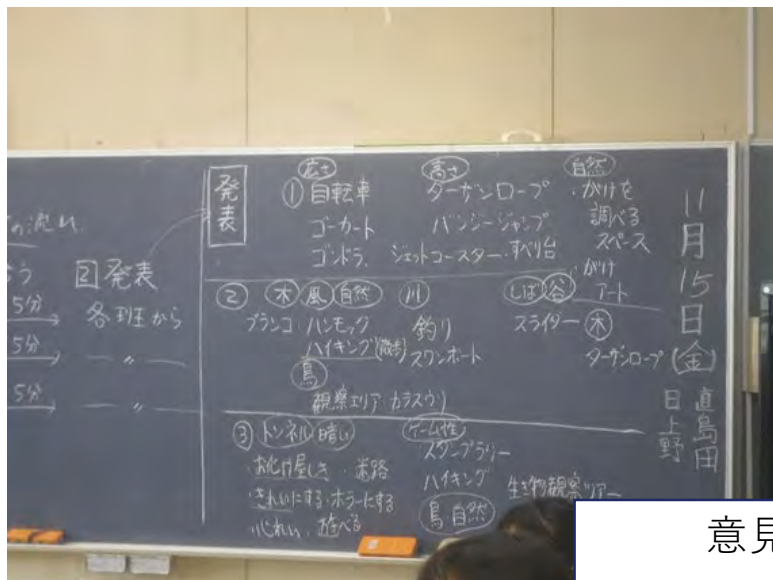 11月15日(金)
直島田
日上野
の流れ
5分
5分
5分
②発表
各班から
〃
〃
発表
① 広さ 高さ 自然
自転車 ターザンロープ ・がけを
調べる
スペース
ゴーカート バンジージャンプ
ゴンドラ ジェットコースター・すべり台
・がけ
アート
② 木 風 自然 川 しば 谷
ブランコ ハンモック 釣り スライダー 木
ハイキング(散歩) スワンボート ターザンロープ
鳥
観察エリア・カラスウリ
③ トンネル 暗い ゲーム性
スタンプラリー
・お化け屋しき ・迷路
ハイキング 生き物観察ツアー
・きれいにする・ホラーにする
鳥 自然
・心れい ・遊べる
意見